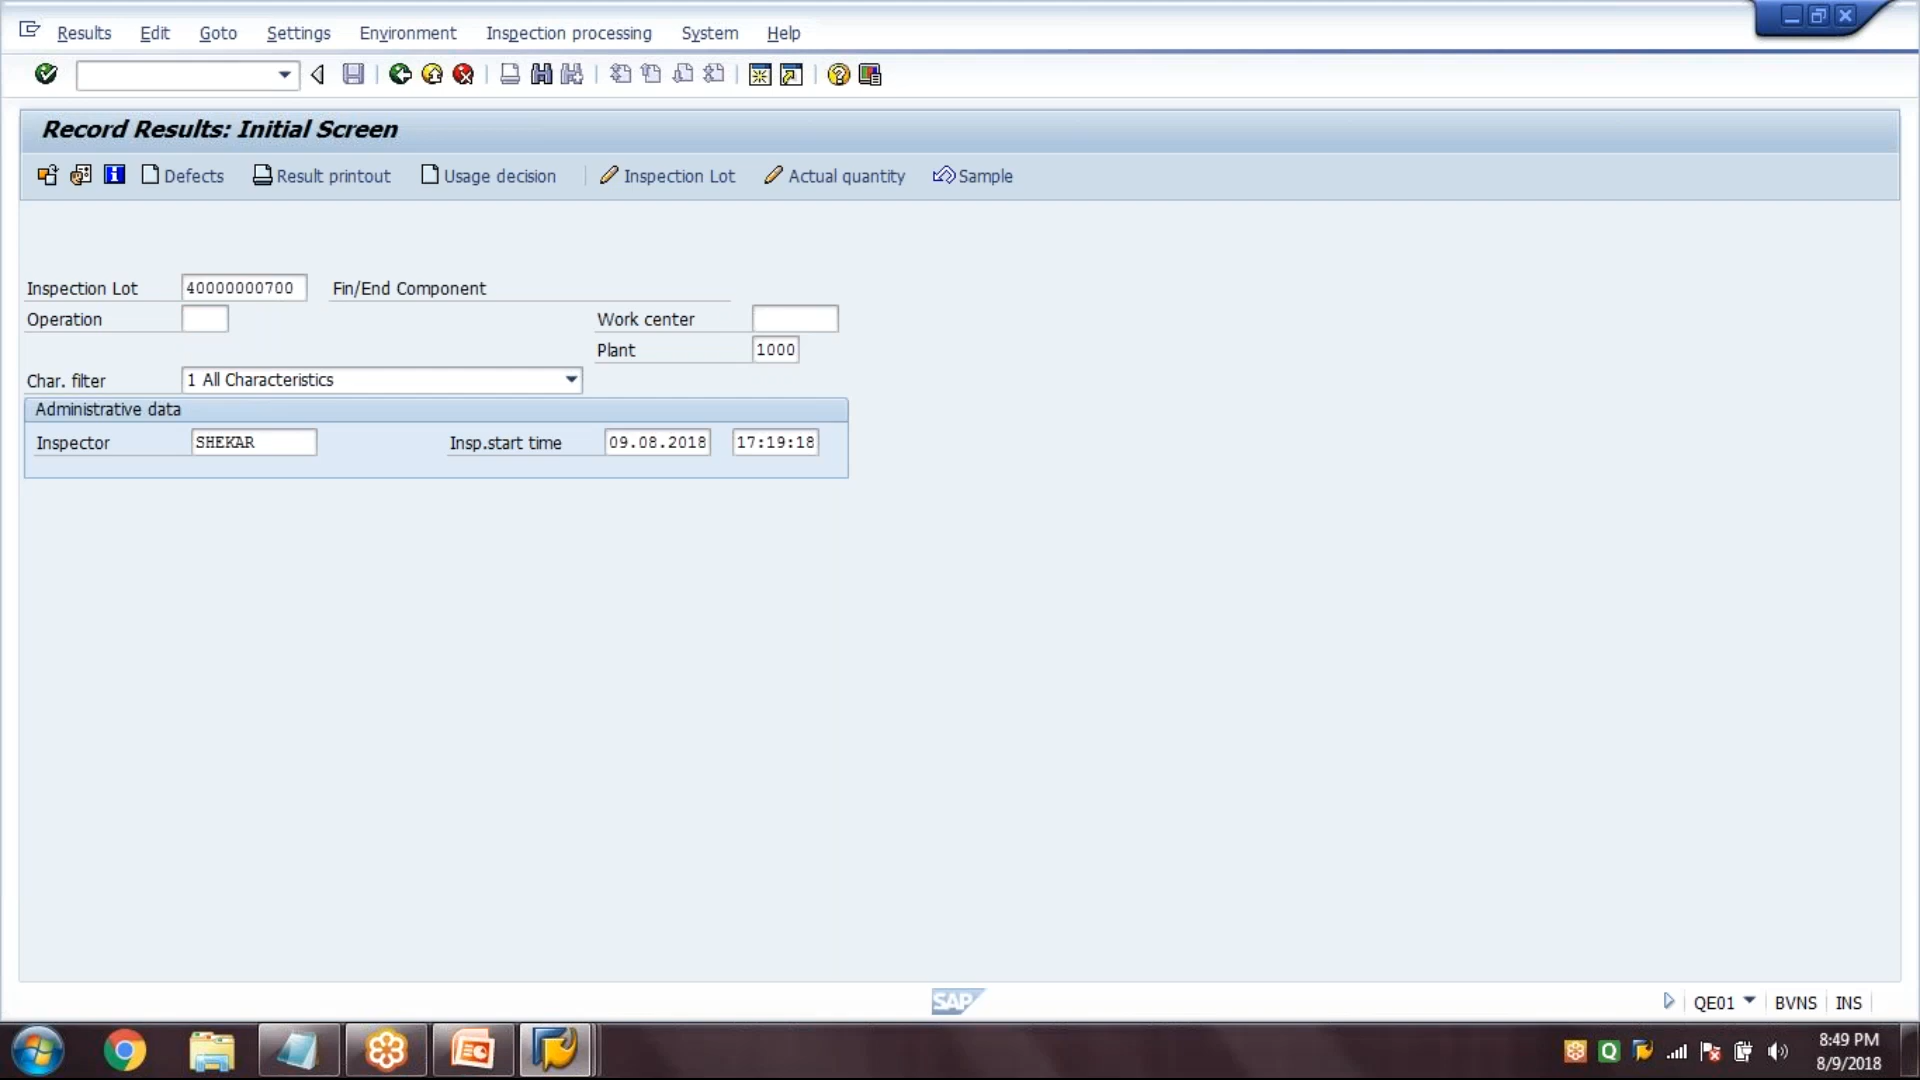 Results Edit Goto Settings Environment Inspection processing System Help
Record Results: Initial Screen
Defects Result printout Usage decision Inspection Lot Actual quantity Sample
Inspection Lot 40000000700 Fin/End Component
Operation Work center
Plant 1000
Char. filter 1 All Characteristics
Administrative data
Inspector SHEKAR Insp.start time 09.08.2018 17:19:18
SAP QE01 BVNS INS
8:49 PM
8/9/2018